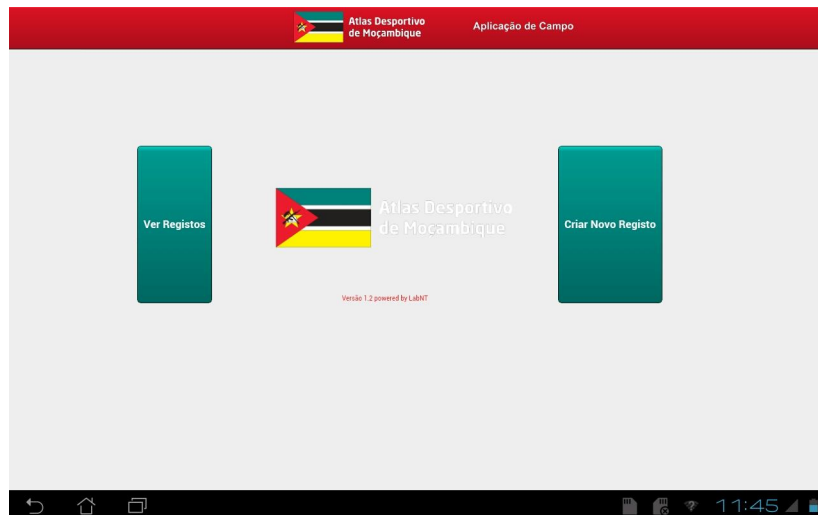 Atlas Desportivo
de Moçambique
Aplicação de Campo
Ver Registos
Atlas Desportivo
de Moçambique
Criar Novo Registo
Versão 1.2 powered by LabNT
11:45